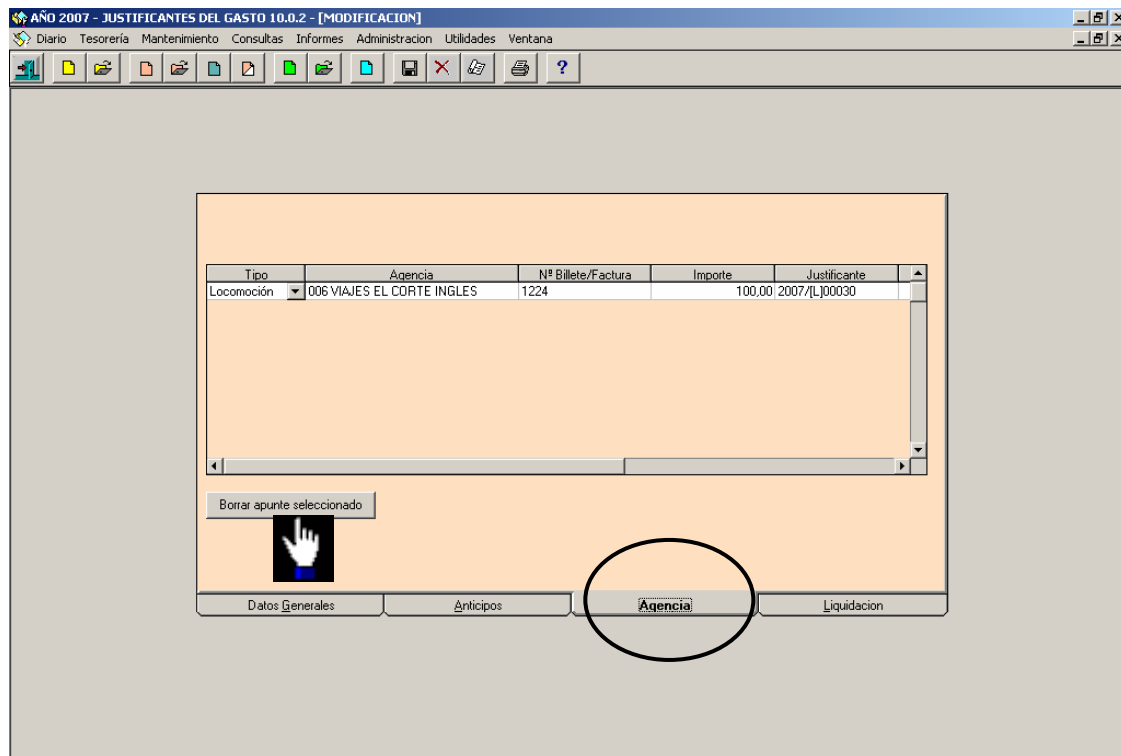 AÑO 2007 - JUSTIFICANTES DEL GASTO 10.0.2 - [MODIFICACION]
Diario Tesorería Mantenimiento Consultas Informes Administracion Utilidades Ventana
?
Tipo Agencia Nº Billete/Factura Importe Justificante
Locomoción 006 VIAJES EL CORTE INGLES 1224 100,00 2007/[L]00030
Borrar apunte seleccionado
Datos Generales Anticipos Agencia Liquidacion